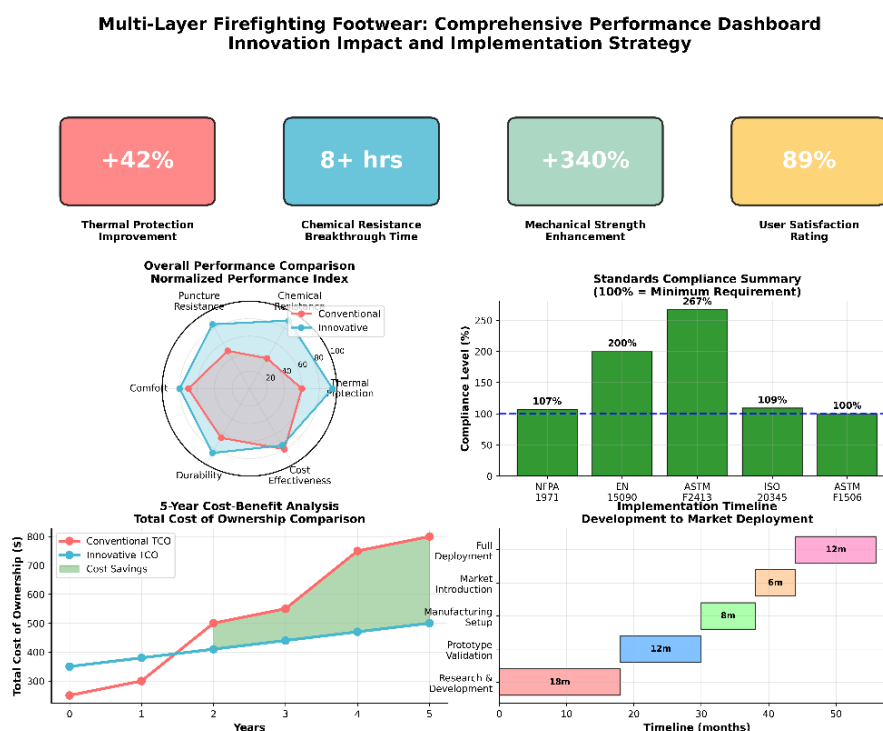 Multi-Layer Firefighting Footwear: Comprehensive Performance Dashboard
Innovation Impact and Implementation Strategy
+42%
8+ hrs
+340%
89%
Thermal Protection
Improvement
Chemical Resistance
Breakthrough Time
Mechanical Strength
Enhancement
User Satisfaction
Rating
Overall Performance Comparison
Normalized Performance Index
Puncture
Resistance
Chemical
Resistance
Conventional
Innovative
100
80
60
40
20
Comfort
Thermal
Protection
Durability
Cost
Effectiveness
Standards Compliance Summary
(100% = Minimum Requirement)
Compliance Level (%)
250
200
150
100
50
0
107%
200%
267%
109%
100%
NFPA
1971
EN
15090
ASTM
F2413
ISO
20345
ASTM
F1506
5-Year Cost-Benefit Analysis
Total Cost of Ownership Comparison
Total Cost of Ownership ($)
800
700
600
500
400
300
Conventional TCO
Innovative TCO
Cost Savings
0
1
2
3
4
5
Years
Implementation Timeline
Development to Market Deployment
Full
Deployment
Market
Introduction
Manufacturing
Setup
Prototype
Validation
Research &
Development
12m
6m
8m
12m
18m
0
10
20
30
40
50
Timeline (months)